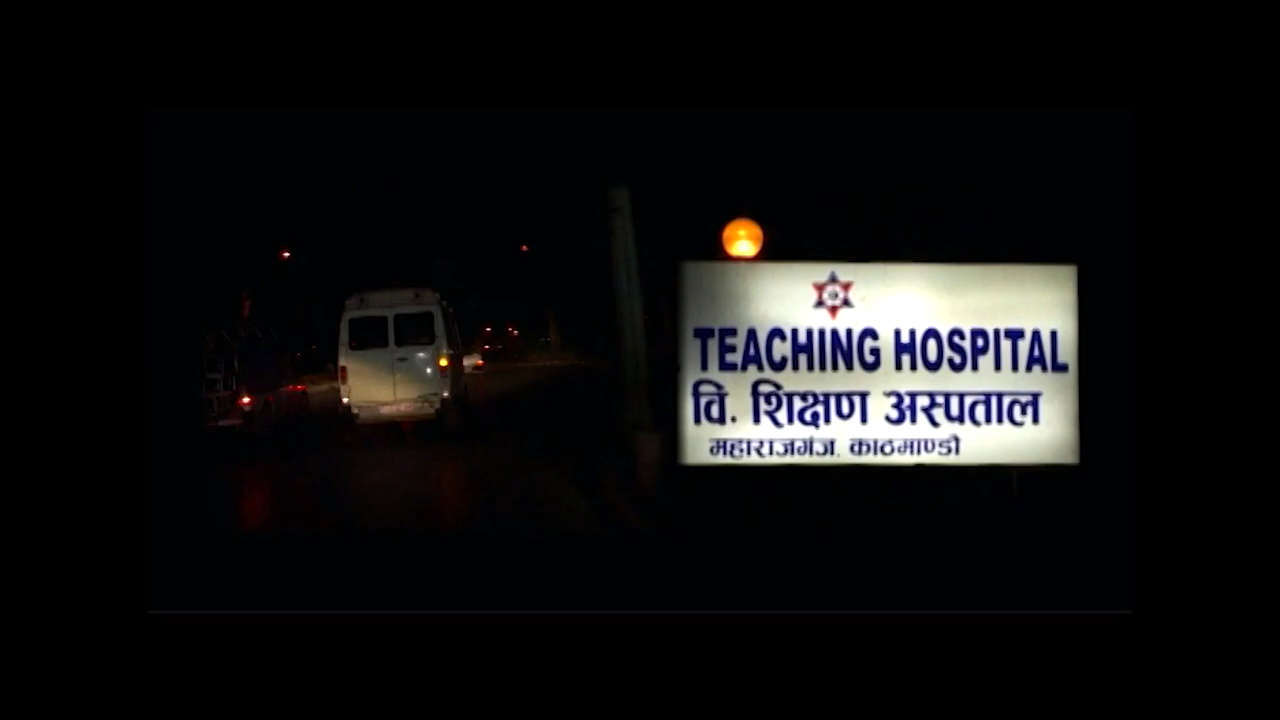 TEACHING HOSPITAL
वि. शिक्षण अस्पताल
महाराजगंज, काठमाण्डौ